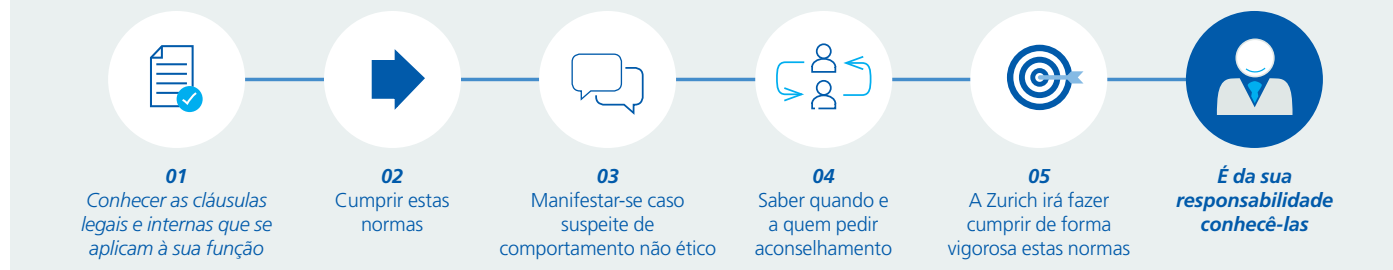 01
Conhecer as cláusulas
legais e internas que se
aplicam à sua função
02
Cumprir estas
normas
03
Manifestar-se caso
suspeite de
comportamento não ético
04
Saber quando e
a quem pedir
aconselhamento
05
A Zurich irá fazer
cumprir de forma
vigorosa estas normas
É da sua
responsabilidade
conhecê-las